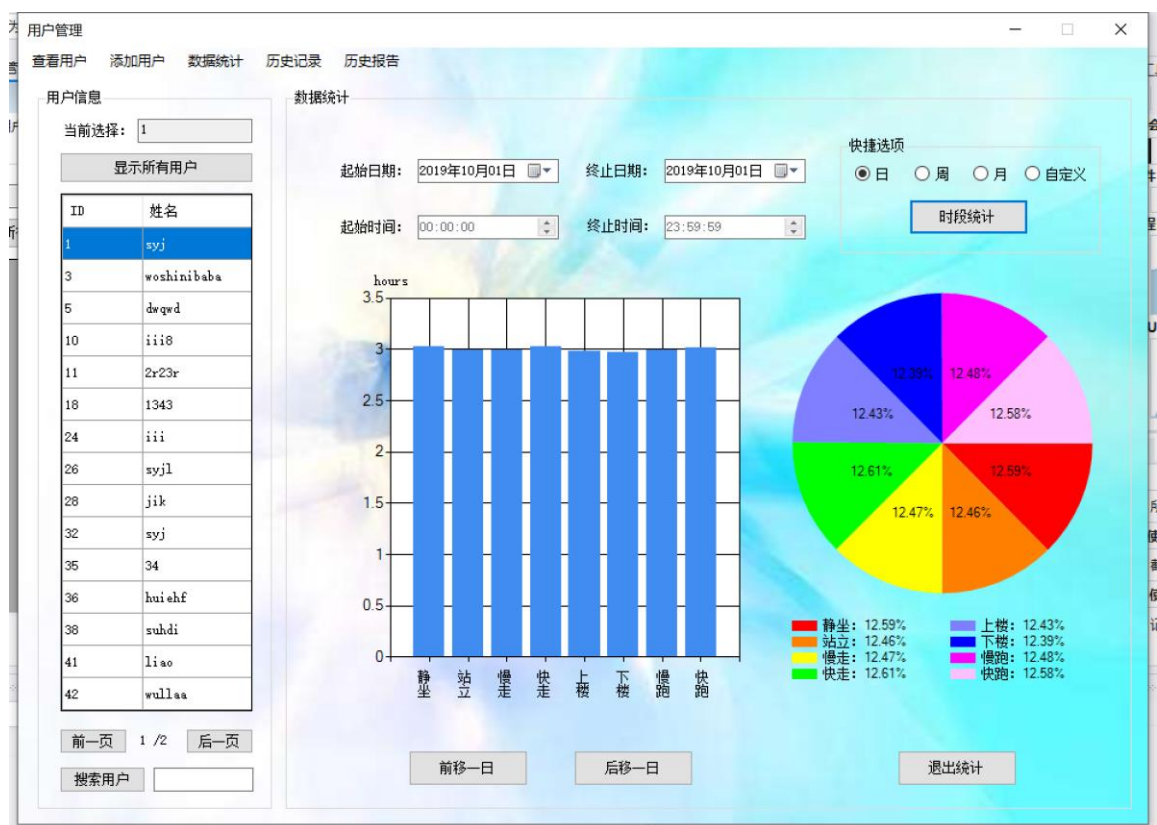 用户管理
查看用户 添加用户 数据统计 历史记录 历史报告
用户信息
当前选择： 1
显示所有用户
ID 姓名
1 syj
3 woshinibaba
5 dwqwd
10 iii8
11 2r23r
18 1343
24 iii
26 syjl
28 jik
32 syj
35 34
36 huiehf
38 suhdi
41 liao
42 wullaa
前一页 1 /2 后一页
搜索用户
数据统计
起始日期： 2019年10月01日 终止日期： 2019年10月01日
起始时间： 00:00:00 终止时间： 23:59:59
快捷选项
日 周 月 自定义
时段统计
hours
3.5
3
2.5
2
1.5
1
0.5
0
静坐 站立 慢走 快走 上楼 下楼 慢跑 快跑
12.39% 12.48%
12.43% 12.58%
12.61% 12.59%
12.47% 12.46%
静坐：12.59% 上楼：12.43%
站立：12.46% 下楼：12.39%
慢走：12.47% 慢跑：12.48%
快走：12.61% 快跑：12.58%
前移一日 后移一日 退出统计